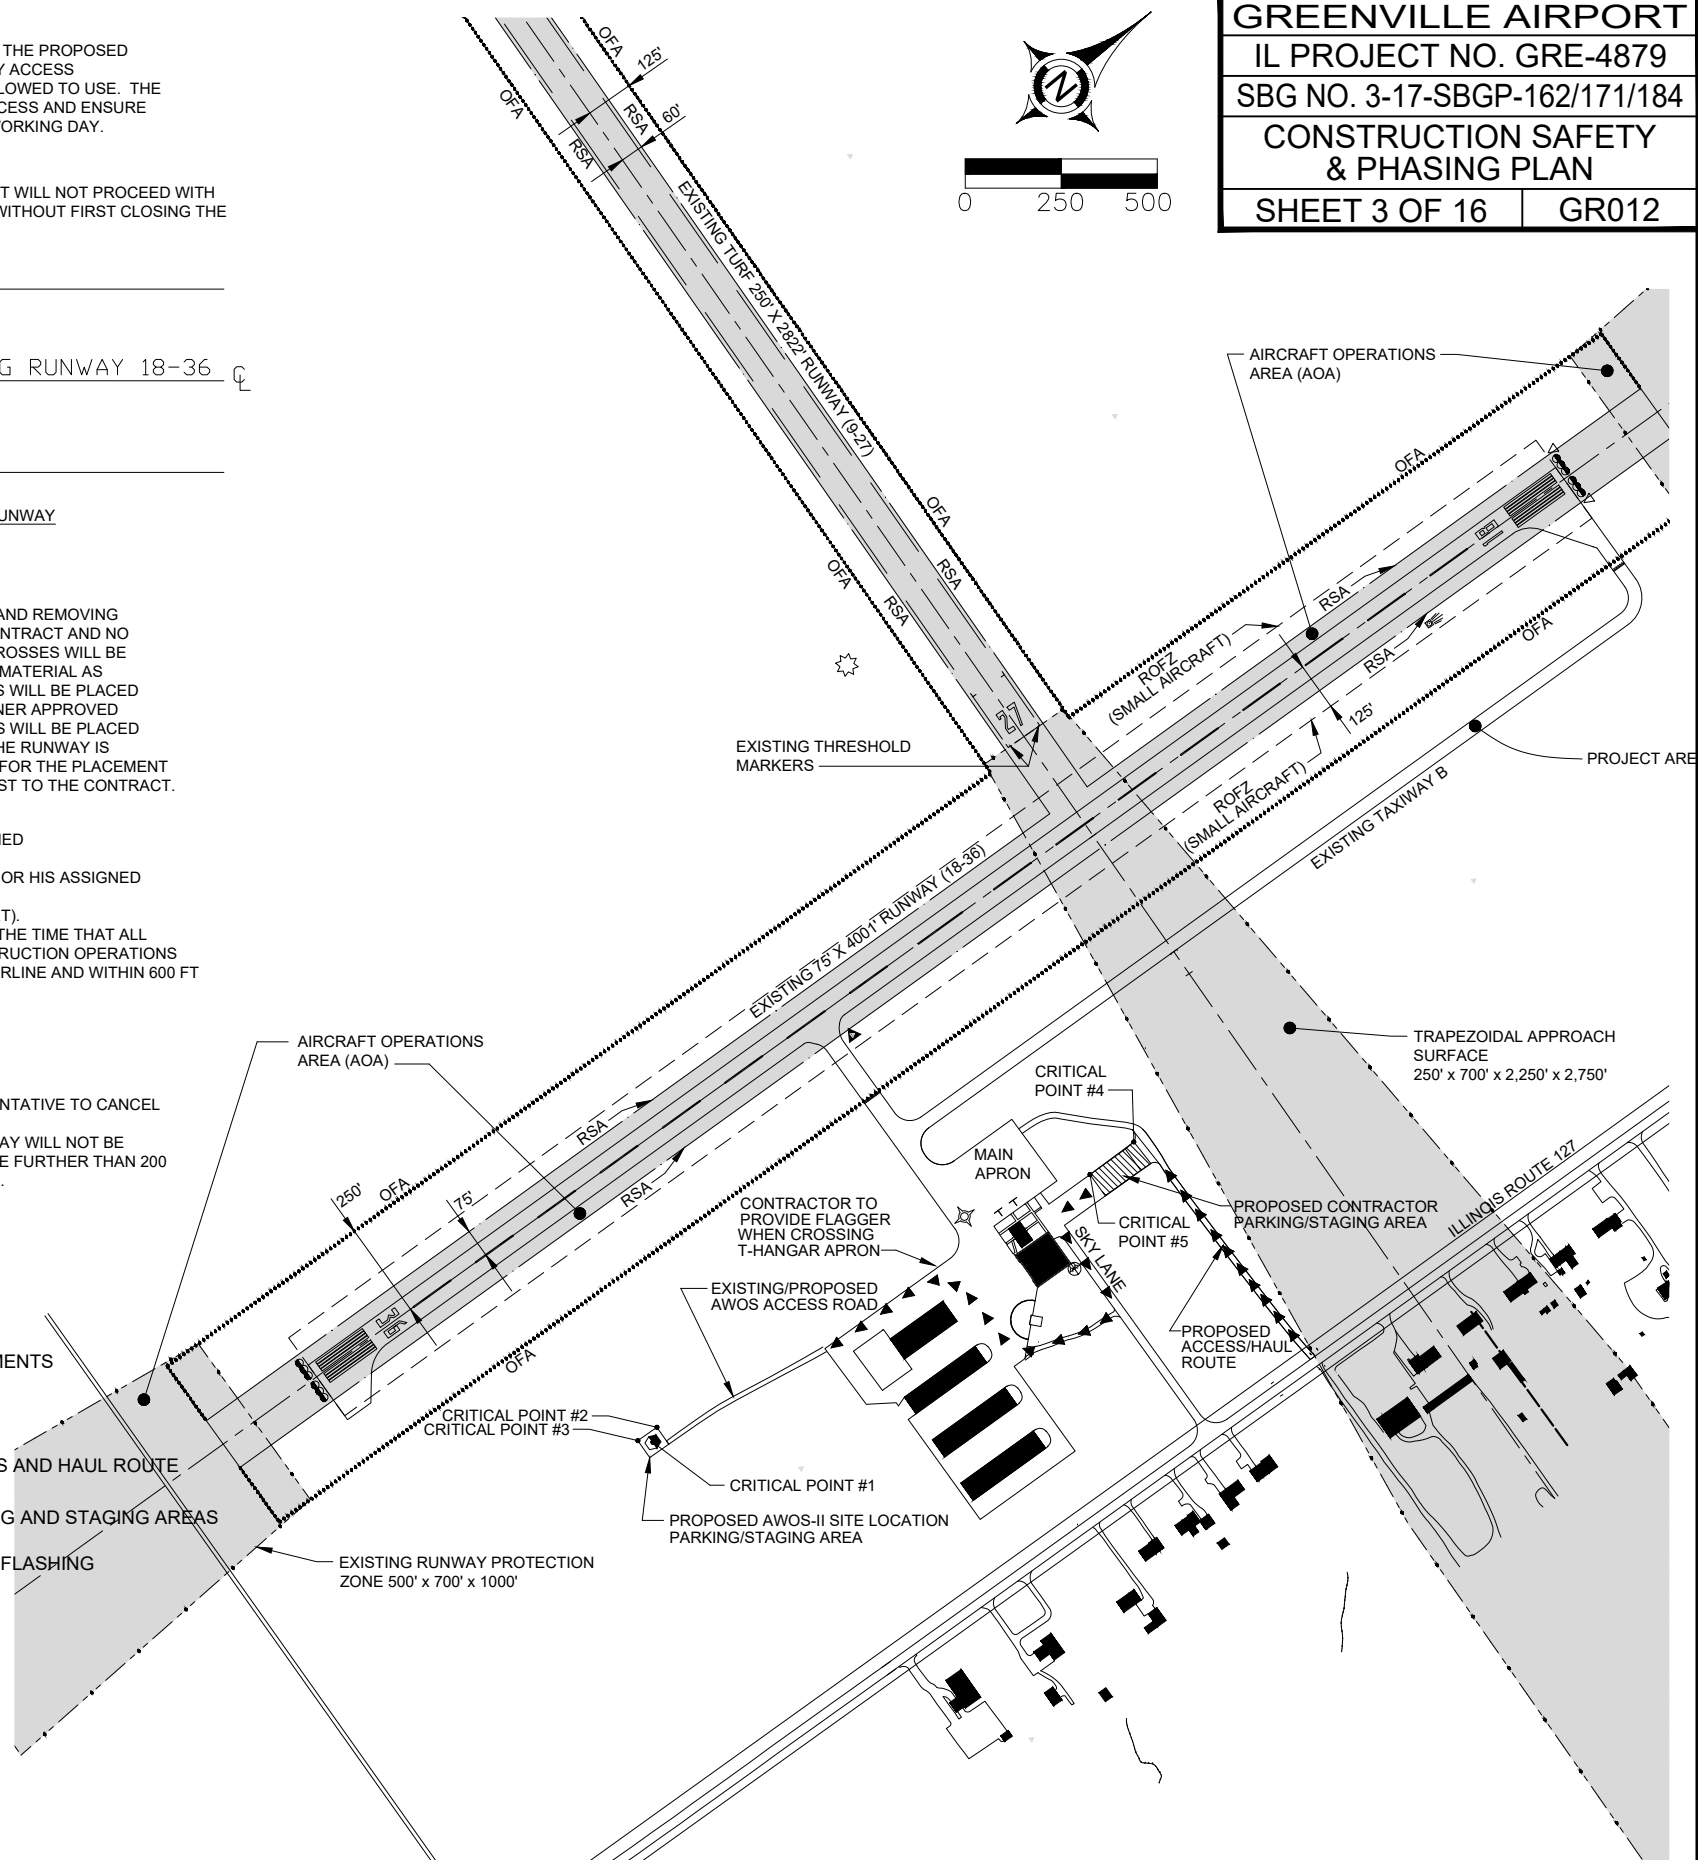 GREENVILLE AIRPORT
IL PROJECT NO. GRE-4879
SBG NO. 3-17-SBGP-162/171/184
CONSTRUCTION SAFETY
& PHASING PLAN
SHEET 3 OF 16
GR012
N
0 250 500
THE PROPOSED
Y ACCESS
LOWED TO USE. THE
CESS AND ENSURE
WORKING DAY.
T WILL NOT PROCEED WITH
WITHOUT FIRST CLOSING THE
G RUNWAY 18-36 ℄
UNWAY
AND REMOVING
NTRACT AND NO
ROSSES WILL BE
MATERIAL AS
S WILL BE PLACED
NER APPROVED
S WILL BE PLACED
HE RUNWAY IS
FOR THE PLACEMENT
ST TO THE CONTRACT.
NED
OR HIS ASSIGNED
T).
THE TIME THAT ALL
TRUCTION OPERATIONS
ERLINE AND WITHIN 600 FT
NTATIVE TO CANCEL
AY WILL NOT BE
E FURTHER THAN 200
.
MENTS
S AND HAUL ROUTE
G AND STAGING AREAS
FLASHING
OFA
OFA
125'
RSA
60'
RSA
EXISTING TURF 250' X 2822' RUNWAY (9-27)
OFA
RSA
OFA
RSA
27
EXISTING THRESHOLD
MARKERS
AIRCRAFT OPERATIONS
AREA (AOA)
OFA
18
RSA
ROFZ
(SMALL AIRCRAFT)
RSA
OFA
125'
ROFZ
(SMALL AIRCRAFT)
PROJECT ARE
EXISTING TAXIWAY B
EXISTING 75' X 4001' RUNWAY (18-36)
AIRCRAFT OPERATIONS
AREA (AOA)
TRAPEZOIDAL APPROACH
SURFACE
250' x 700' x 2,250' x 2,750'
CRITICAL
POINT #4
MAIN
APRON
RSA
RSA
250'
OFA
75'
36
OFA
CONTRACTOR TO
PROVIDE FLAGGER
WHEN CROSSING
T-HANGAR APRON
CRITICAL
POINT #5
PROPOSED CONTRACTOR
PARKING/STAGING AREA
ILLINOIS ROUTE 127
SKY LANE
EXISTING/PROPOSED
AWOS ACCESS ROAD
PROPOSED
ACCESS/HAUL
ROUTE
CRITICAL POINT #2
CRITICAL POINT #3
CRITICAL POINT #1
PROPOSED AWOS-II SITE LOCATION
PARKING/STAGING AREA
EXISTING RUNWAY PROTECTION
ZONE 500' x 700' x 1000'